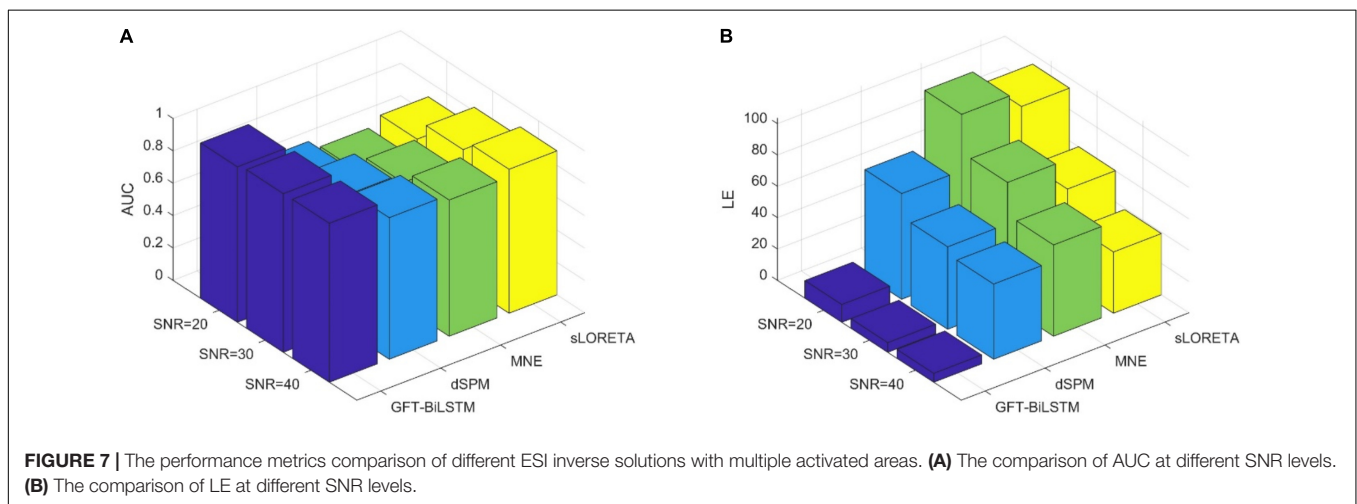 A
1
0.8
0.6
0.4
0.2
0
AUC
SNR=20
SNR=30
SNR=40
GFT-BiLSTM
dSPM
MNE
sLORETA
B
100
80
60
40
20
0
LE
SNR=20
SNR=30
SNR=40
GFT-BiLSTM
dSPM
MNE
sLORETA
FIGURE 7 | The performance metrics comparison of different ESI inverse solutions with multiple activated areas. (A) The comparison of AUC at different SNR levels.
(B) The comparison of LE at different SNR levels.